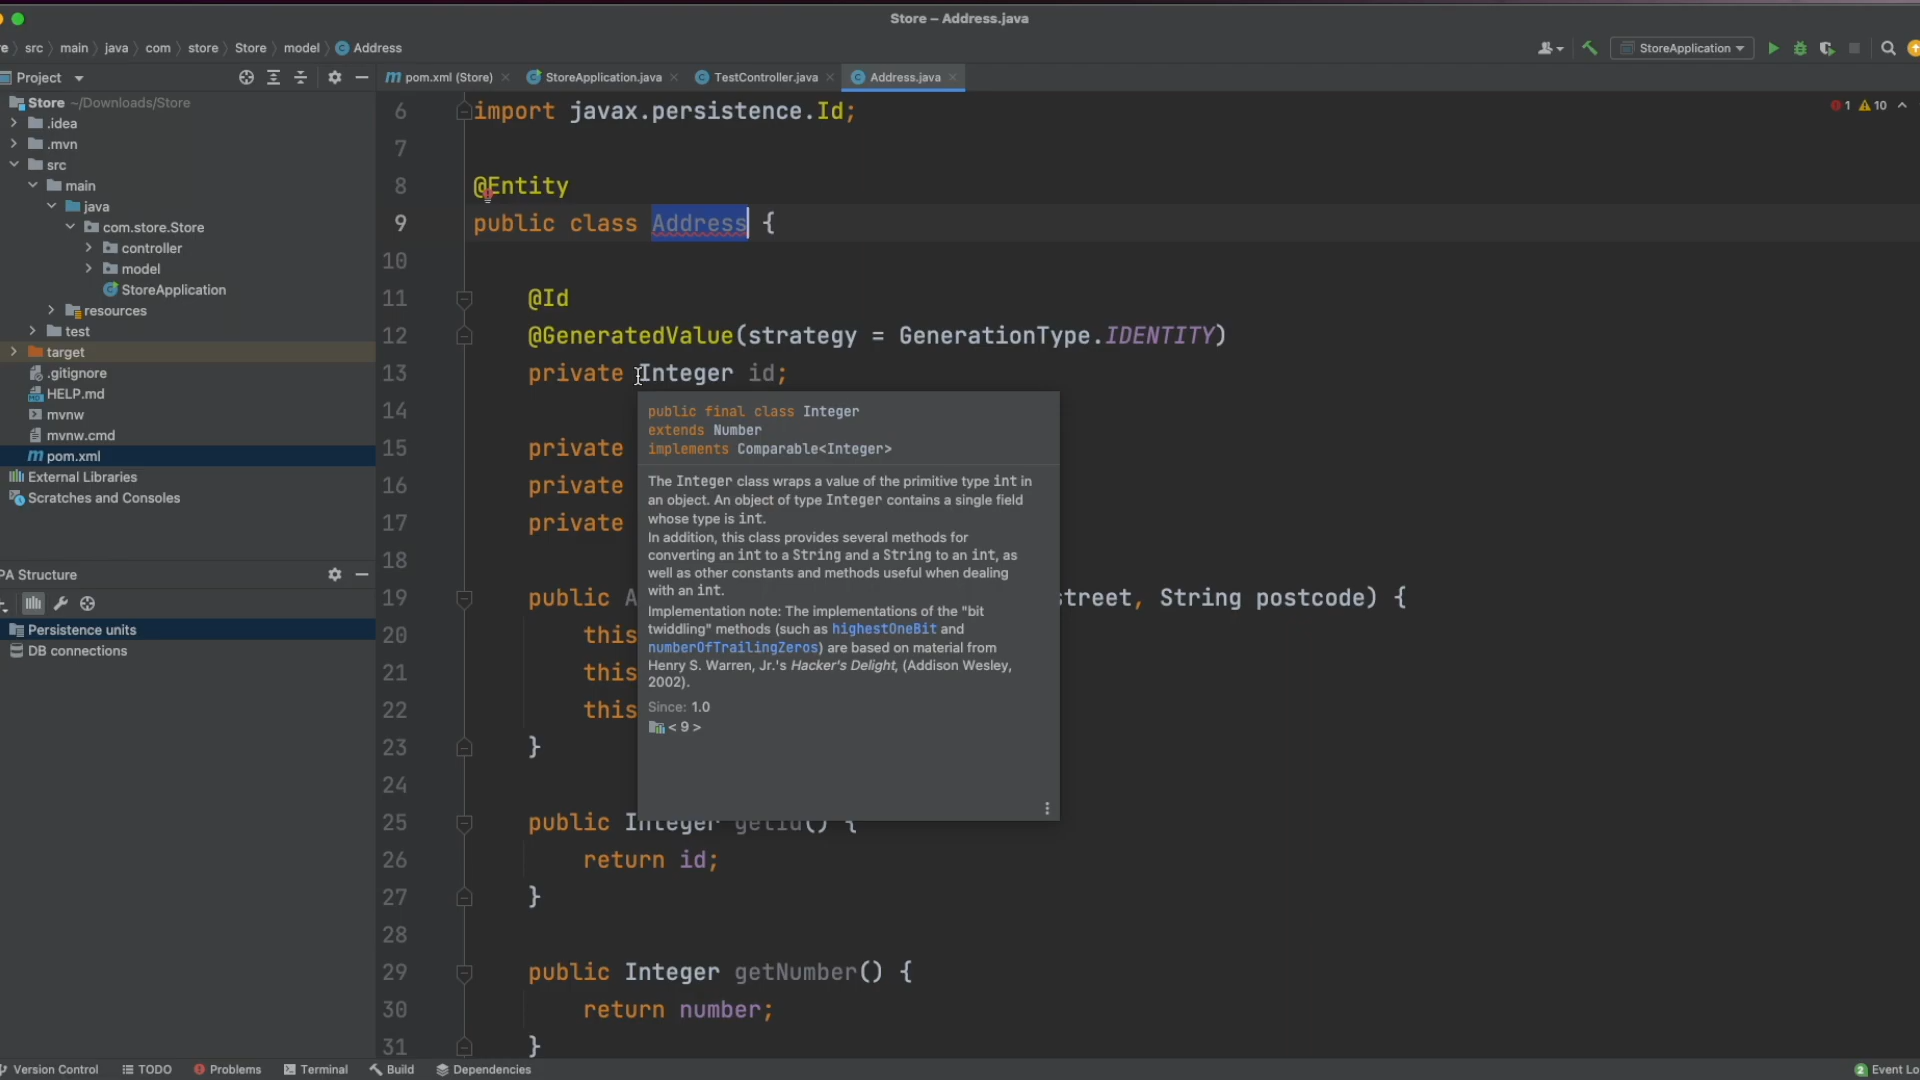 Store – Address.java
re src main java com store Store model Address
StoreApplication
Project
pom.xml (Store)
StoreApplication.java
TestController.java
Address.java
Store ~/Downloads/Store
.idea
.mvn
src
main
java
com.store.Store
controller
model
StoreApplication
resources
test
target
.gitignore
HELP.md
mvnw
mvnw.cmd
pom.xml
External Libraries
Scratches and Consoles
PA Structure
Persistence units
DB connections
1 10
6 import javax.persistence.Id;
7
8 @Entity
9 public class Address {
10
11 @Id
12 @GeneratedValue(strategy = GenerationType.IDENTITY)
13 private Integer id;
14
15 private
16 private
17 private
18
19 public A street, String postcode) {
20 this
21 this
22 this
23 }
24
25 public Integer getId() {
26 return id;
27 }
28
29 public Integer getNumber() {
30 return number;
31 }
public final class Integer
extends Number
implements Comparable<Integer>
The Integer class wraps a value of the primitive type int in
an object. An object of type Integer contains a single field
whose type is int.
In addition, this class provides several methods for
converting an int to a String and a String to an int, as
well as other constants and methods useful when dealing
with an int.
Implementation note: The implementations of the "bit
twiddling" methods (such as highestOneBit and
numberOfTrailingZeros) are based on material from
Henry S. Warren, Jr.'s Hacker's Delight, (Addison Wesley,
2002).
Since: 1.0
< 9 >
Version Control TODO Problems Terminal Build Dependencies
2 Event Lo